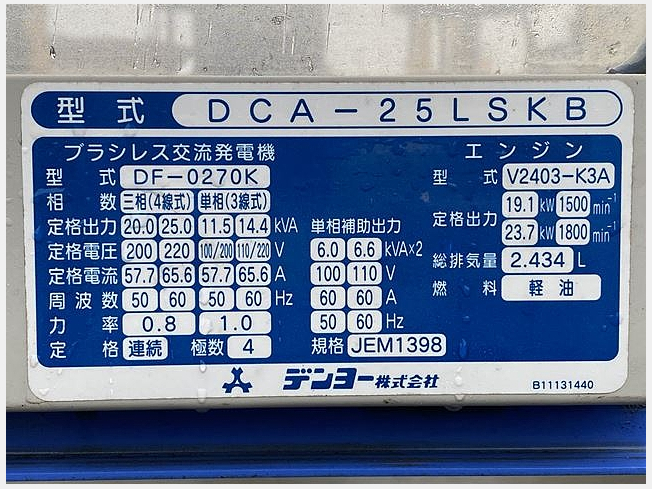 型式 DCA-25LSKB
ブラシレス交流発電機
型式 DF-0270K
相数 三相(4線式) 単相(3線式)
定格出力 20.0 25.0 11.5 14.4 kVA
定格電圧 200 220 100/200 110/220 V
定格電流 57.7 65.6 57.7 65.6 A
周波数 50 60 50 60 Hz
力率 0.8 1.0
定格 連続 極数 4
単相補助出力
6.0 6.6 kVA×2
100 110 V
60 60 A
50 60 Hz
規格 JEM1398
エンジン
型式 V2403-K3A
定格出力 19.1 kW 1500 min⁻¹
23.7 kW 1800 min⁻¹
総排気量 2.434 L
燃料 軽油
デンヨー株式会社
B11131440